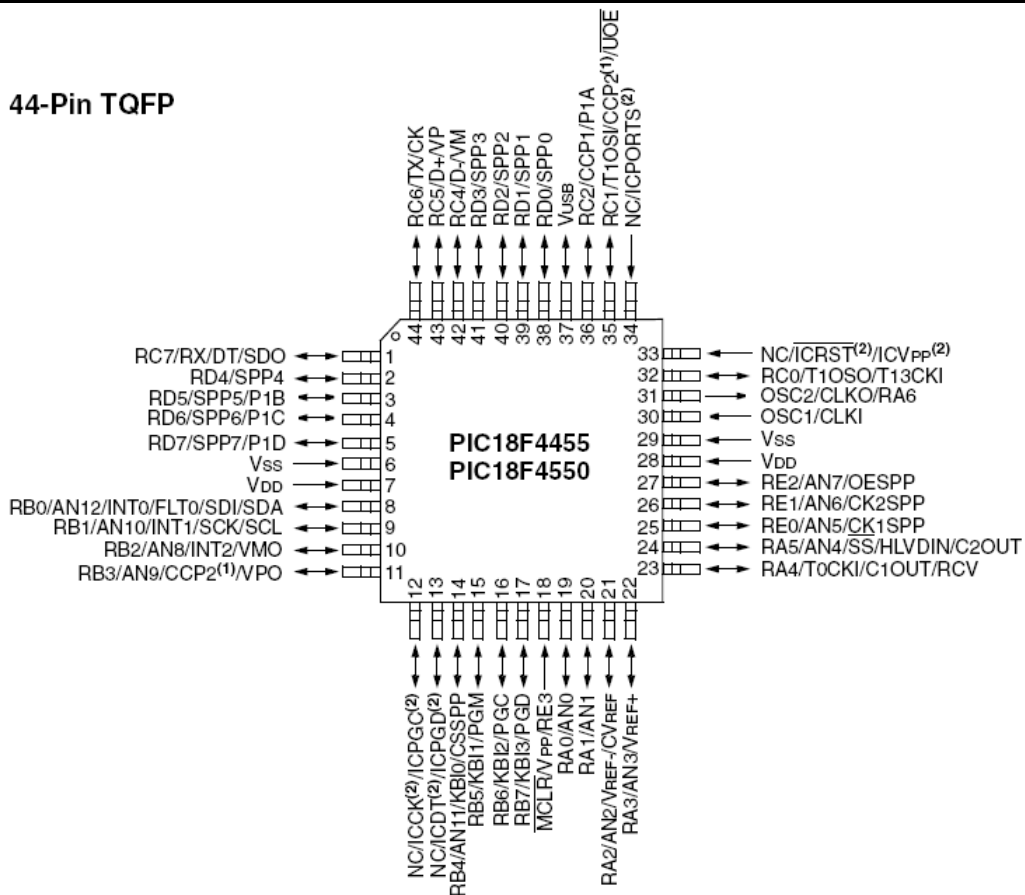 44-Pin TQFP
RC6/TX/CK
RC5/D+/VP
RC4/D-/VM
RD3/SPP3
RD2/SPP2
RD1/SPP1
RD0/SPP0
VUSB
RC2/CCP1/P1A
RC1/T1OSI/CCP2(1)/UOE
NC/ICPORTS(2)
44
43
42
41
40
39
38
37
36
35
34
RC7/RX/DT/SDO 1
RD4/SPP4 2
RD5/SPP5/P1B 3
RD6/SPP6/P1C 4
RD7/SPP7/P1D 5
VSS 6
VDD 7
RB0/AN12/INT0/FLT0/SDI/SDA 8
RB1/AN10/INT1/SCK/SCL 9
RB2/AN8/INT2/VMO 10
RB3/AN9/CCP2(1)/VPO 11
PIC18F4455
PIC18F4550
33 NC/ICRST(2)/ICVPP(2)
32 RC0/T1OSO/T13CKI
31 OSC2/CLKO/RA6
30 OSC1/CLKI
29 VSS
28 VDD
27 RE2/AN7/OESPP
26 RE1/AN6/CK2SPP
25 RE0/AN5/CK1SPP
24 RA5/AN4/SS/HLVDIN/C2OUT
23 RA4/T0CKI/C1OUT/RCV
12
13
14
15
16
17
18
19
20
21
22
NC/ICCK(2)/ICPGC(2)
NC/ICDT(2)/ICPGD(2)
RB4/AN11/KBI0/CSSPP
RB5/KBI1/PGM
RB6/KBI2/PGC
RB7/KBI3/PGD
MCLR/VPP/RE3
RA0/AN0
RA1/AN1
RA2/AN2/VREF-/CVREF
RA3/AN3/VREF+